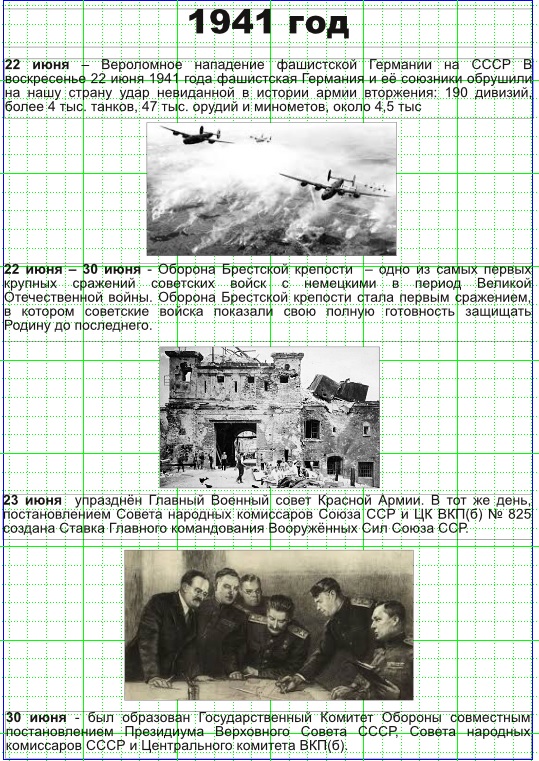 1941 год
22 июня – Вероломное нападение фашистской Германии на СССР В
воскресенье 22 июня 1941 года фашистская Германия и её союзники обрушили
на нашу страну удар невиданной в истории армии вторжения: 190 дивизий,
более 4 тыс. танков, 47 тыс. орудий и минометов, около 4,5 тыс
22 июня – 30 июня - Оборона Брестской крепости – одно из самых первых
крупных сражений советских войск с немецкими в период Великой
Отечественной войны. Оборона Брестской крепости стала первым сражением,
в котором советские войска показали свою полную готовность защищать
Родину до последнего.
23 июня упразднён Главный Военный совет Красной Армии. В тот же день,
постановлением Совета народных комиссаров Союза ССР и ЦК ВКП(б) № 825
создана Ставка Главного командования Вооружённых Сил Союза ССР.
30 июня - был образован Государственный Комитет Обороны совместным
постановлением Президиума Верховного Совета СССР, Совета народных
комиссаров СССР и Центрального комитета ВКП(б).